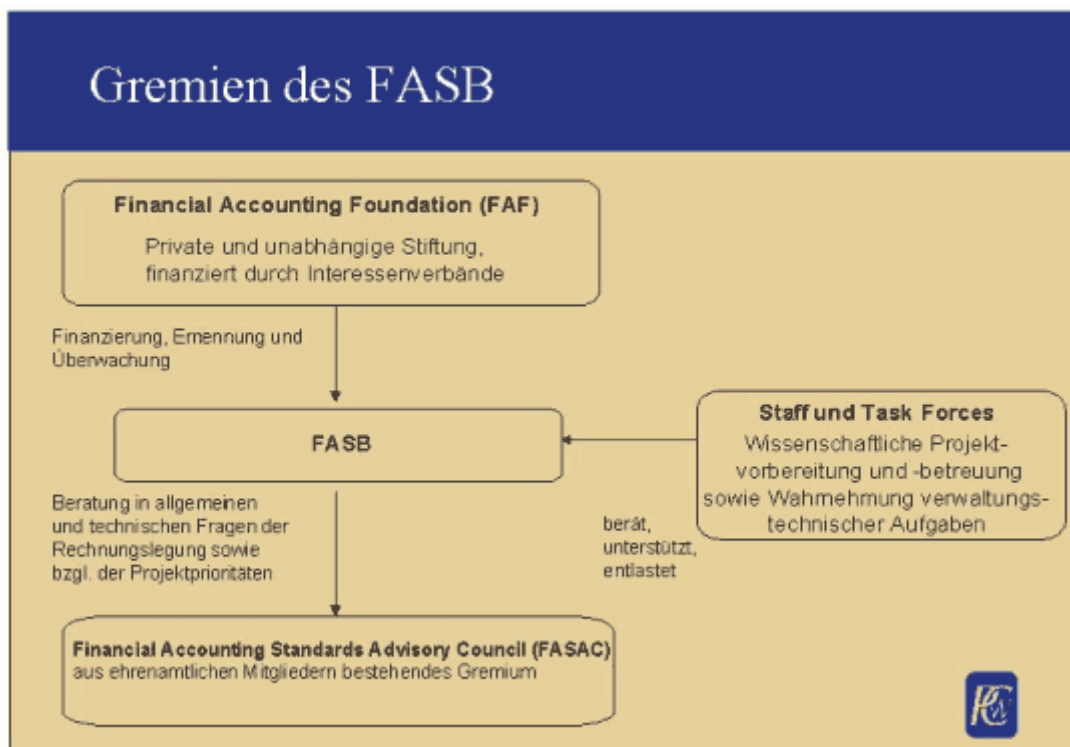 Gremien des FASB
Financial Accounting Foundation (FAF)
Private und unabhängige Stiftung,
finanziert durch Interessenverbände
Finanzierung, Ernennung und
Überwachung
FASB
Staff und Task Forces
Wissenschaftliche Projekt-
vorbereitung und -betreuung
sowie Wahrnehmung verwaltungs-
technischer Aufgaben
Beratung in allgemeinen
und technischen Fragen der
Rechnungslegung sowie
bzgl. der Projektprioritäten
berät,
unterstützt,
entlastet
Financial Accounting Standards Advisory Council (FASAC)
aus ehrenamtlichen Mitgliedern bestehendes Gremium